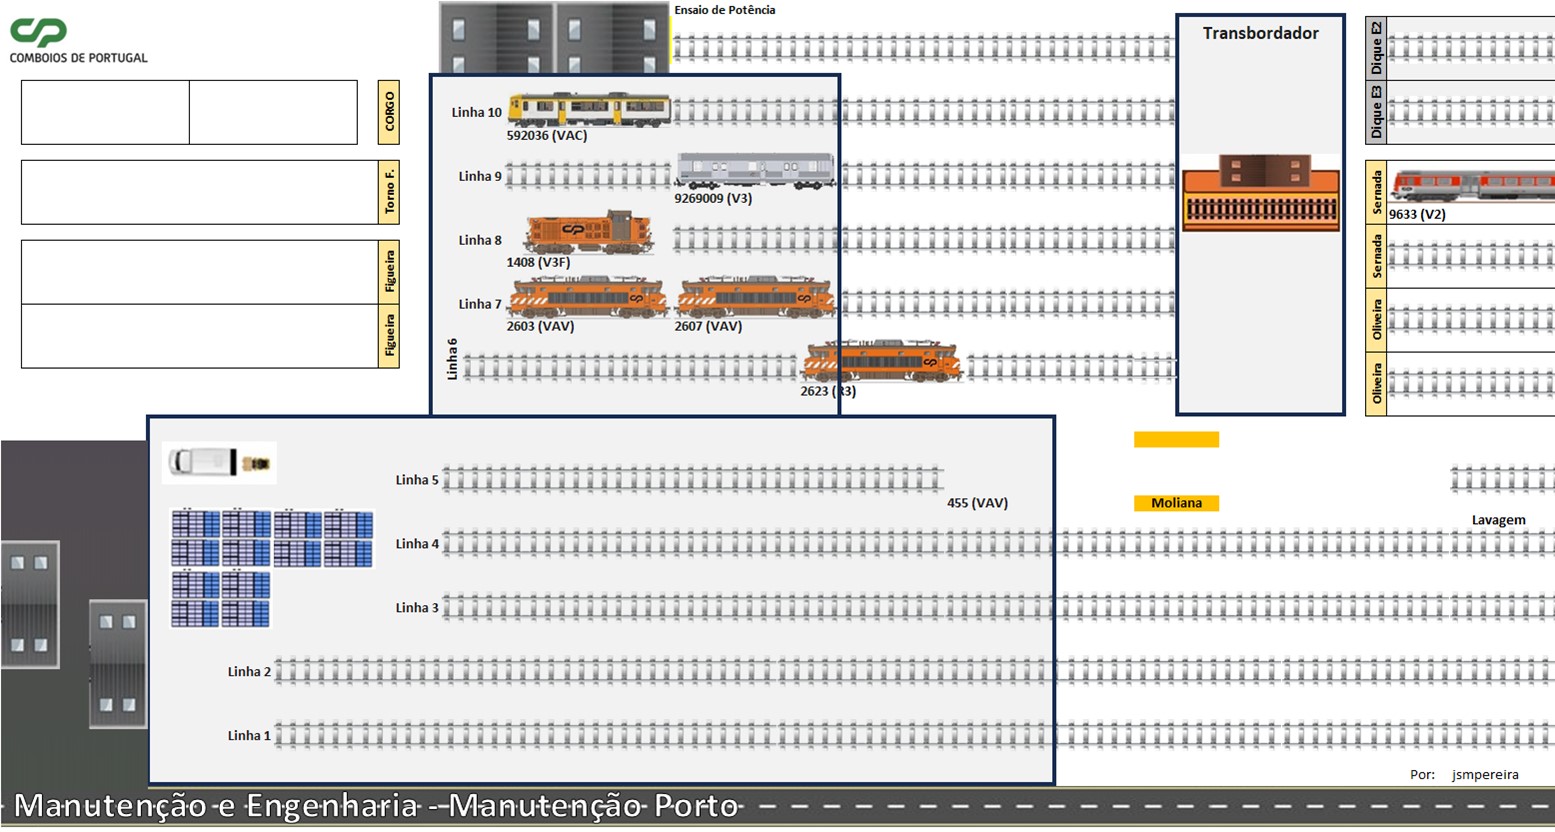 CP
COMBOIOS DE PORTUGAL
CORGO
Torno F.
Figueira
Figueira
Ensaio de Potência
Transbordador
Dique E2
Dique E3
Sernada
9633 (V2)
Sernada
Oliveira
Oliveira
Linha 10
592036 (VAC)
Linha 9
9269009 (V3)
Linha 8
1408 (V3F)
Linha 7
2603 (VAV)
2607 (VAV)
Linha 6
2623 (R3)
Linha 5
455 (VAV)
Moliana
Lavagem
Linha 4
Linha 3
Linha 2
Linha 1
Por: jsmpereira
Manutenção e Engenharia - Manutenção Porto